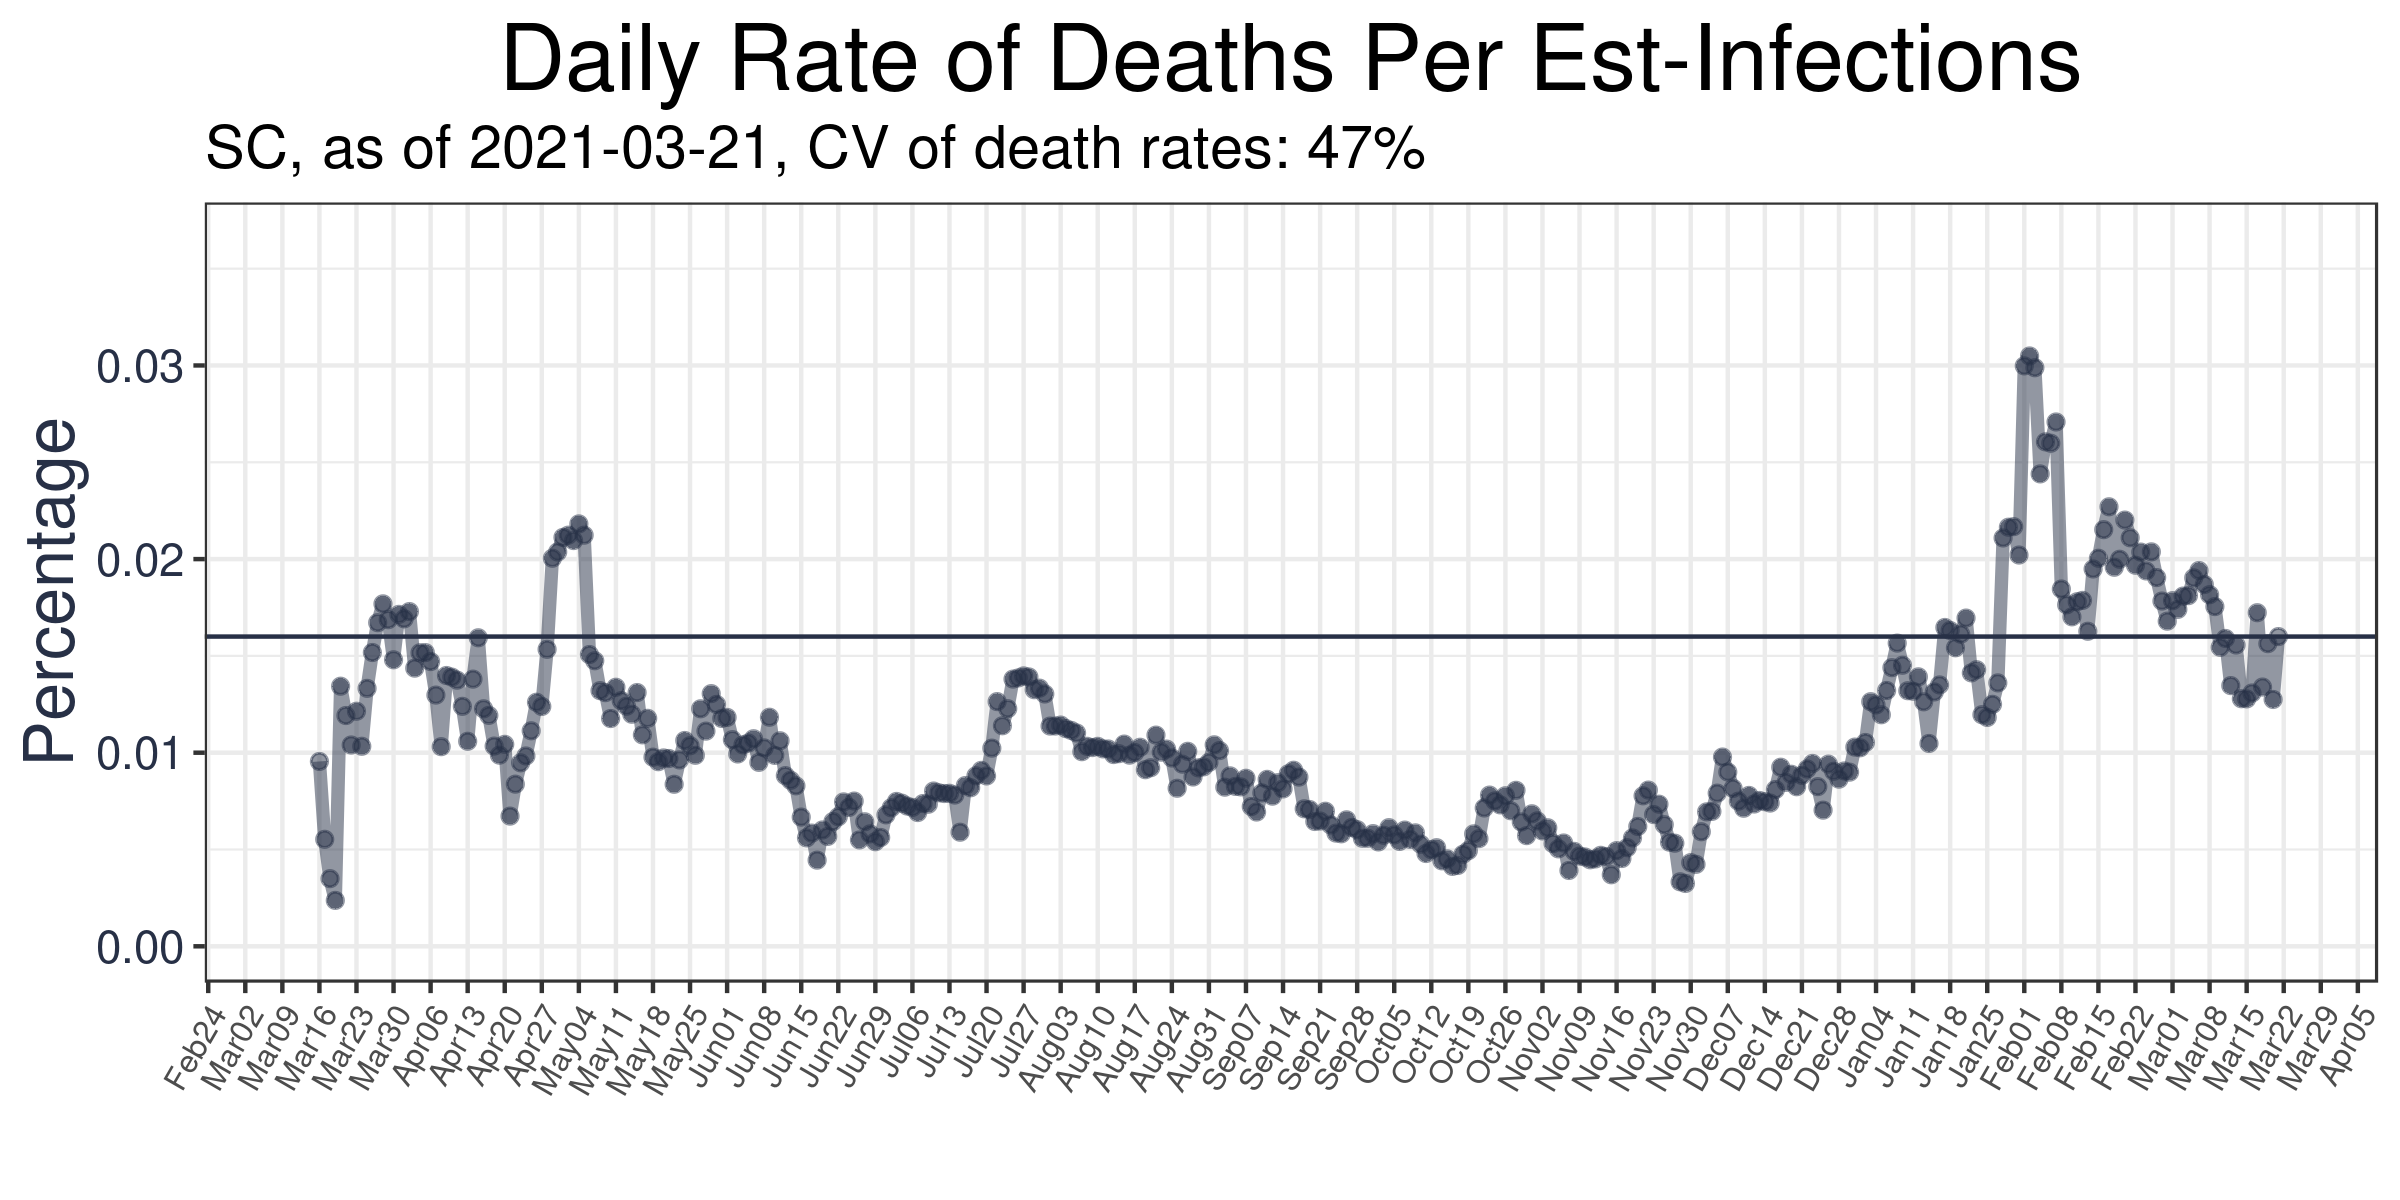 Daily Rate of Deaths Per Est-Infections
SC, as of 2021-03-21, CV of death rates: 47%
Percentage
0.03
0.02
0.01
0.00
Feb24
Mar02
Mar09
Mar16
Mar23
Mar30
Apr06
Apr13
Apr20
Apr27
May04
May11
May18
May25
Jun01
Jun08
Jun15
Jun22
Jun29
Jul06
Jul13
Jul20
Jul27
Aug03
Aug10
Aug17
Aug24
Aug31
Sep07
Sep14
Sep21
Sep28
Oct05
Oct12
Oct19
Oct26
Nov02
Nov09
Nov16
Nov23
Nov30
Dec07
Dec14
Dec21
Dec28
Jan04
Jan11
Jan18
Jan25
Feb01
Feb08
Feb15
Feb22
Mar01
Mar08
Mar15
Mar22
Mar29
Apr05